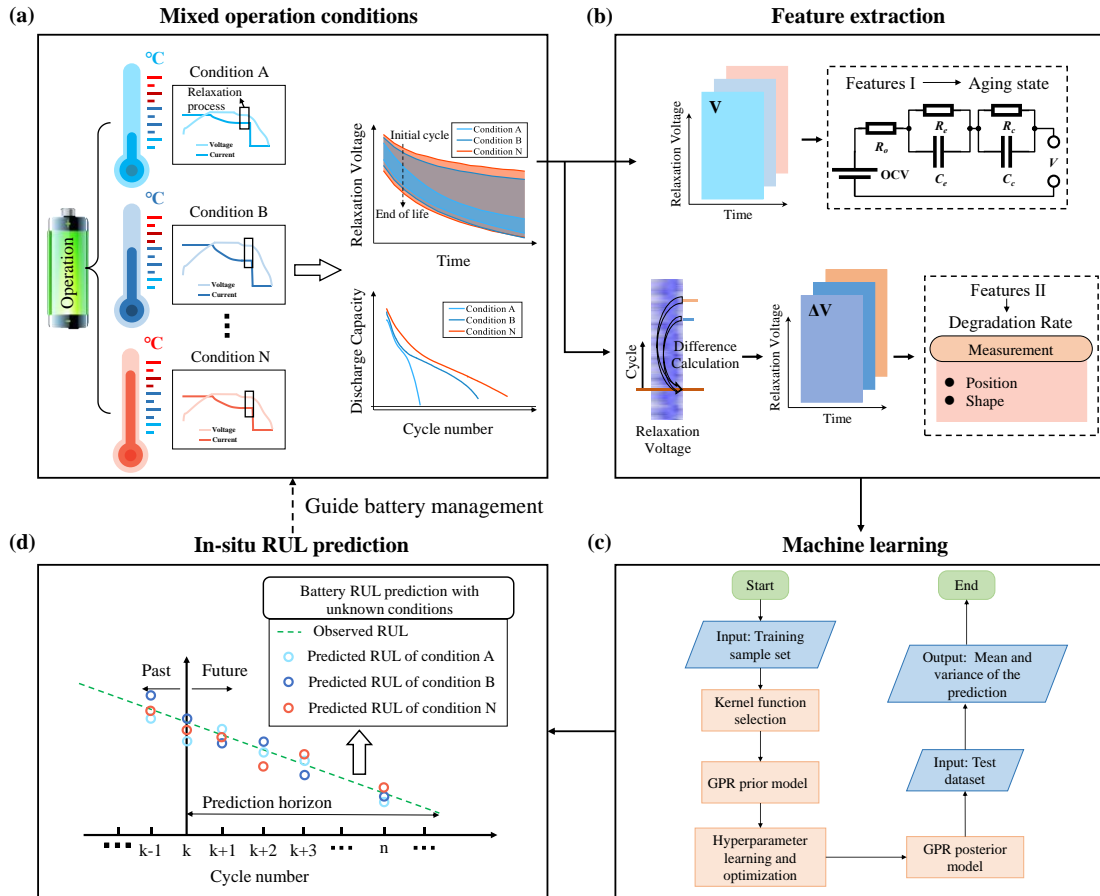 (a)
Mixed operation conditions
°C
Condition A
Relaxation
process
Voltage
Current
°C
Condition B
Voltage
Current
Operation
°C
Condition N
Voltage
Current
Relaxation Voltage
Initial cycle
End of life
Condition A
Condition B
Condition N
Time
Discharge Capacity
Condition A
Condition B
Condition N
Cycle number
(b)
Feature extraction
Relaxation Voltage
V
Time
Features I
Aging state
Ro
Re
Rc
OCV
Ce
Cc
V
Cycle
Difference
Calculation
Relaxation
Voltage
Relaxation Voltage
ΔV
Time
Features II
Degradation Rate
Measurement
● Position
● Shape
Guide battery management
(d)
In-situ RUL prediction
Battery RUL prediction with
unknown conditions
Observed RUL
Predicted RUL of condition A
Predicted RUL of condition B
Predicted RUL of condition N
Past
Future
Prediction horizon
k-1
k
k+1
k+2
k+3
n
Cycle number
(c)
Machine learning
Start
Input: Training
sample set
Kernel function
selection
GPR prior model
Hyperparameter
learning and
optimization
GPR posterior
model
Input: Test
dataset
Output: Mean and
variance of the
prediction
End